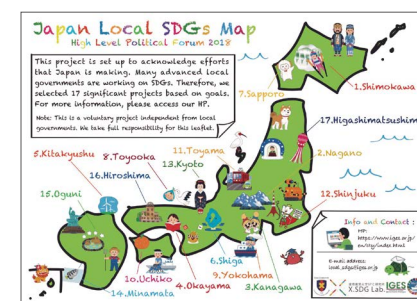 Japan Local SDGs Map
High Level Political Forum 2018
This project is set up to acknowledge efforts
that Japan is making. Many advanced local
governments are working on SDGs. Therefore, we
selected 17 significant projects based on goals.
For more information, please access our HP.
Note: This is a voluntary project independent from local
governments. We take full responsibility for this leaflet.
7.Sapporo
1.Shimokawa
17.Higashimatsushim
11.Toyama
2.Nagano
5.Kitakyushu
8.Toyooka
13.Kyoto
16.Hiroshima
15.Oguni
12.Shinjuku
6.Shiga
9.Yokohama
10.Uchiko
4.Okayama
3.Kanagawa
14.Minamata
Info and Contact :
HP:
E-mail address:
X.SDG Lab.
IGES